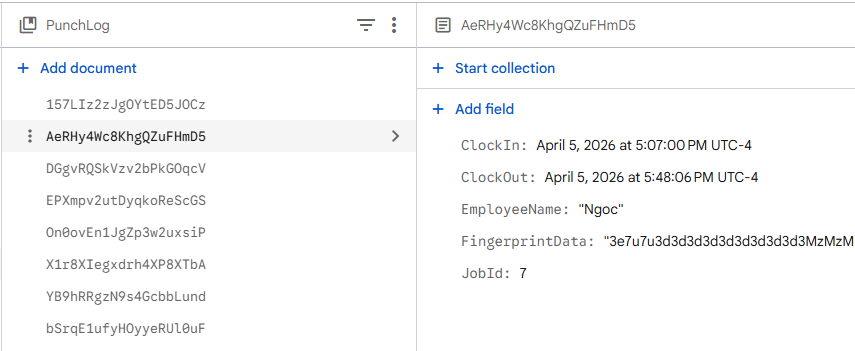 PunchLog
+ Add document
157LIz2zJgOYtED5JOCz
AeRHy4Wc8KhgQZuFHmD5
DGgvRQSkVzv2bPkGOqcV
EPXmpv2utDyqkoReScGS
On0ovEn1JgZp3w2uxsiP
X1r8XIegxdrh4XP8XTbA
YB9hRRgzN9s4GcbbLund
bSrqE1ufyHOyyeRUl0uF
AeRHy4Wc8KhgQZuFHmD5
+ Start collection
+ Add field
ClockIn: April 5, 2026 at 5:07:00 PM UTC-4
ClockOut: April 5, 2026 at 5:48:06 PM UTC-4
EmployeeName: "Ngoc"
FingerprintData: "3e7u7u3d3d3d3d3d3d3d3d3d3MzMzM
JobId: 7